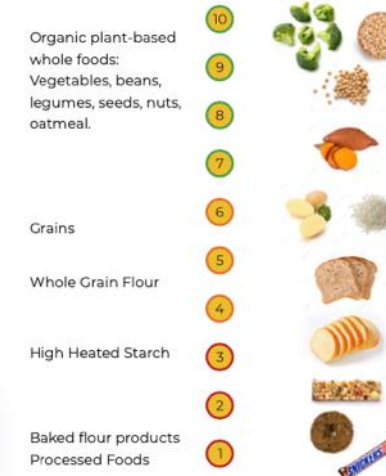 10
Organic plant-based
whole foods:
9
Vegetables, beans,
legumes, seeds, nuts,
8
oatmeal.
7
6
Grains
5
Whole Grain Flour
4
High Heated Starch
3
2
Baked flour products
1
Processed Foods
SNICKERS